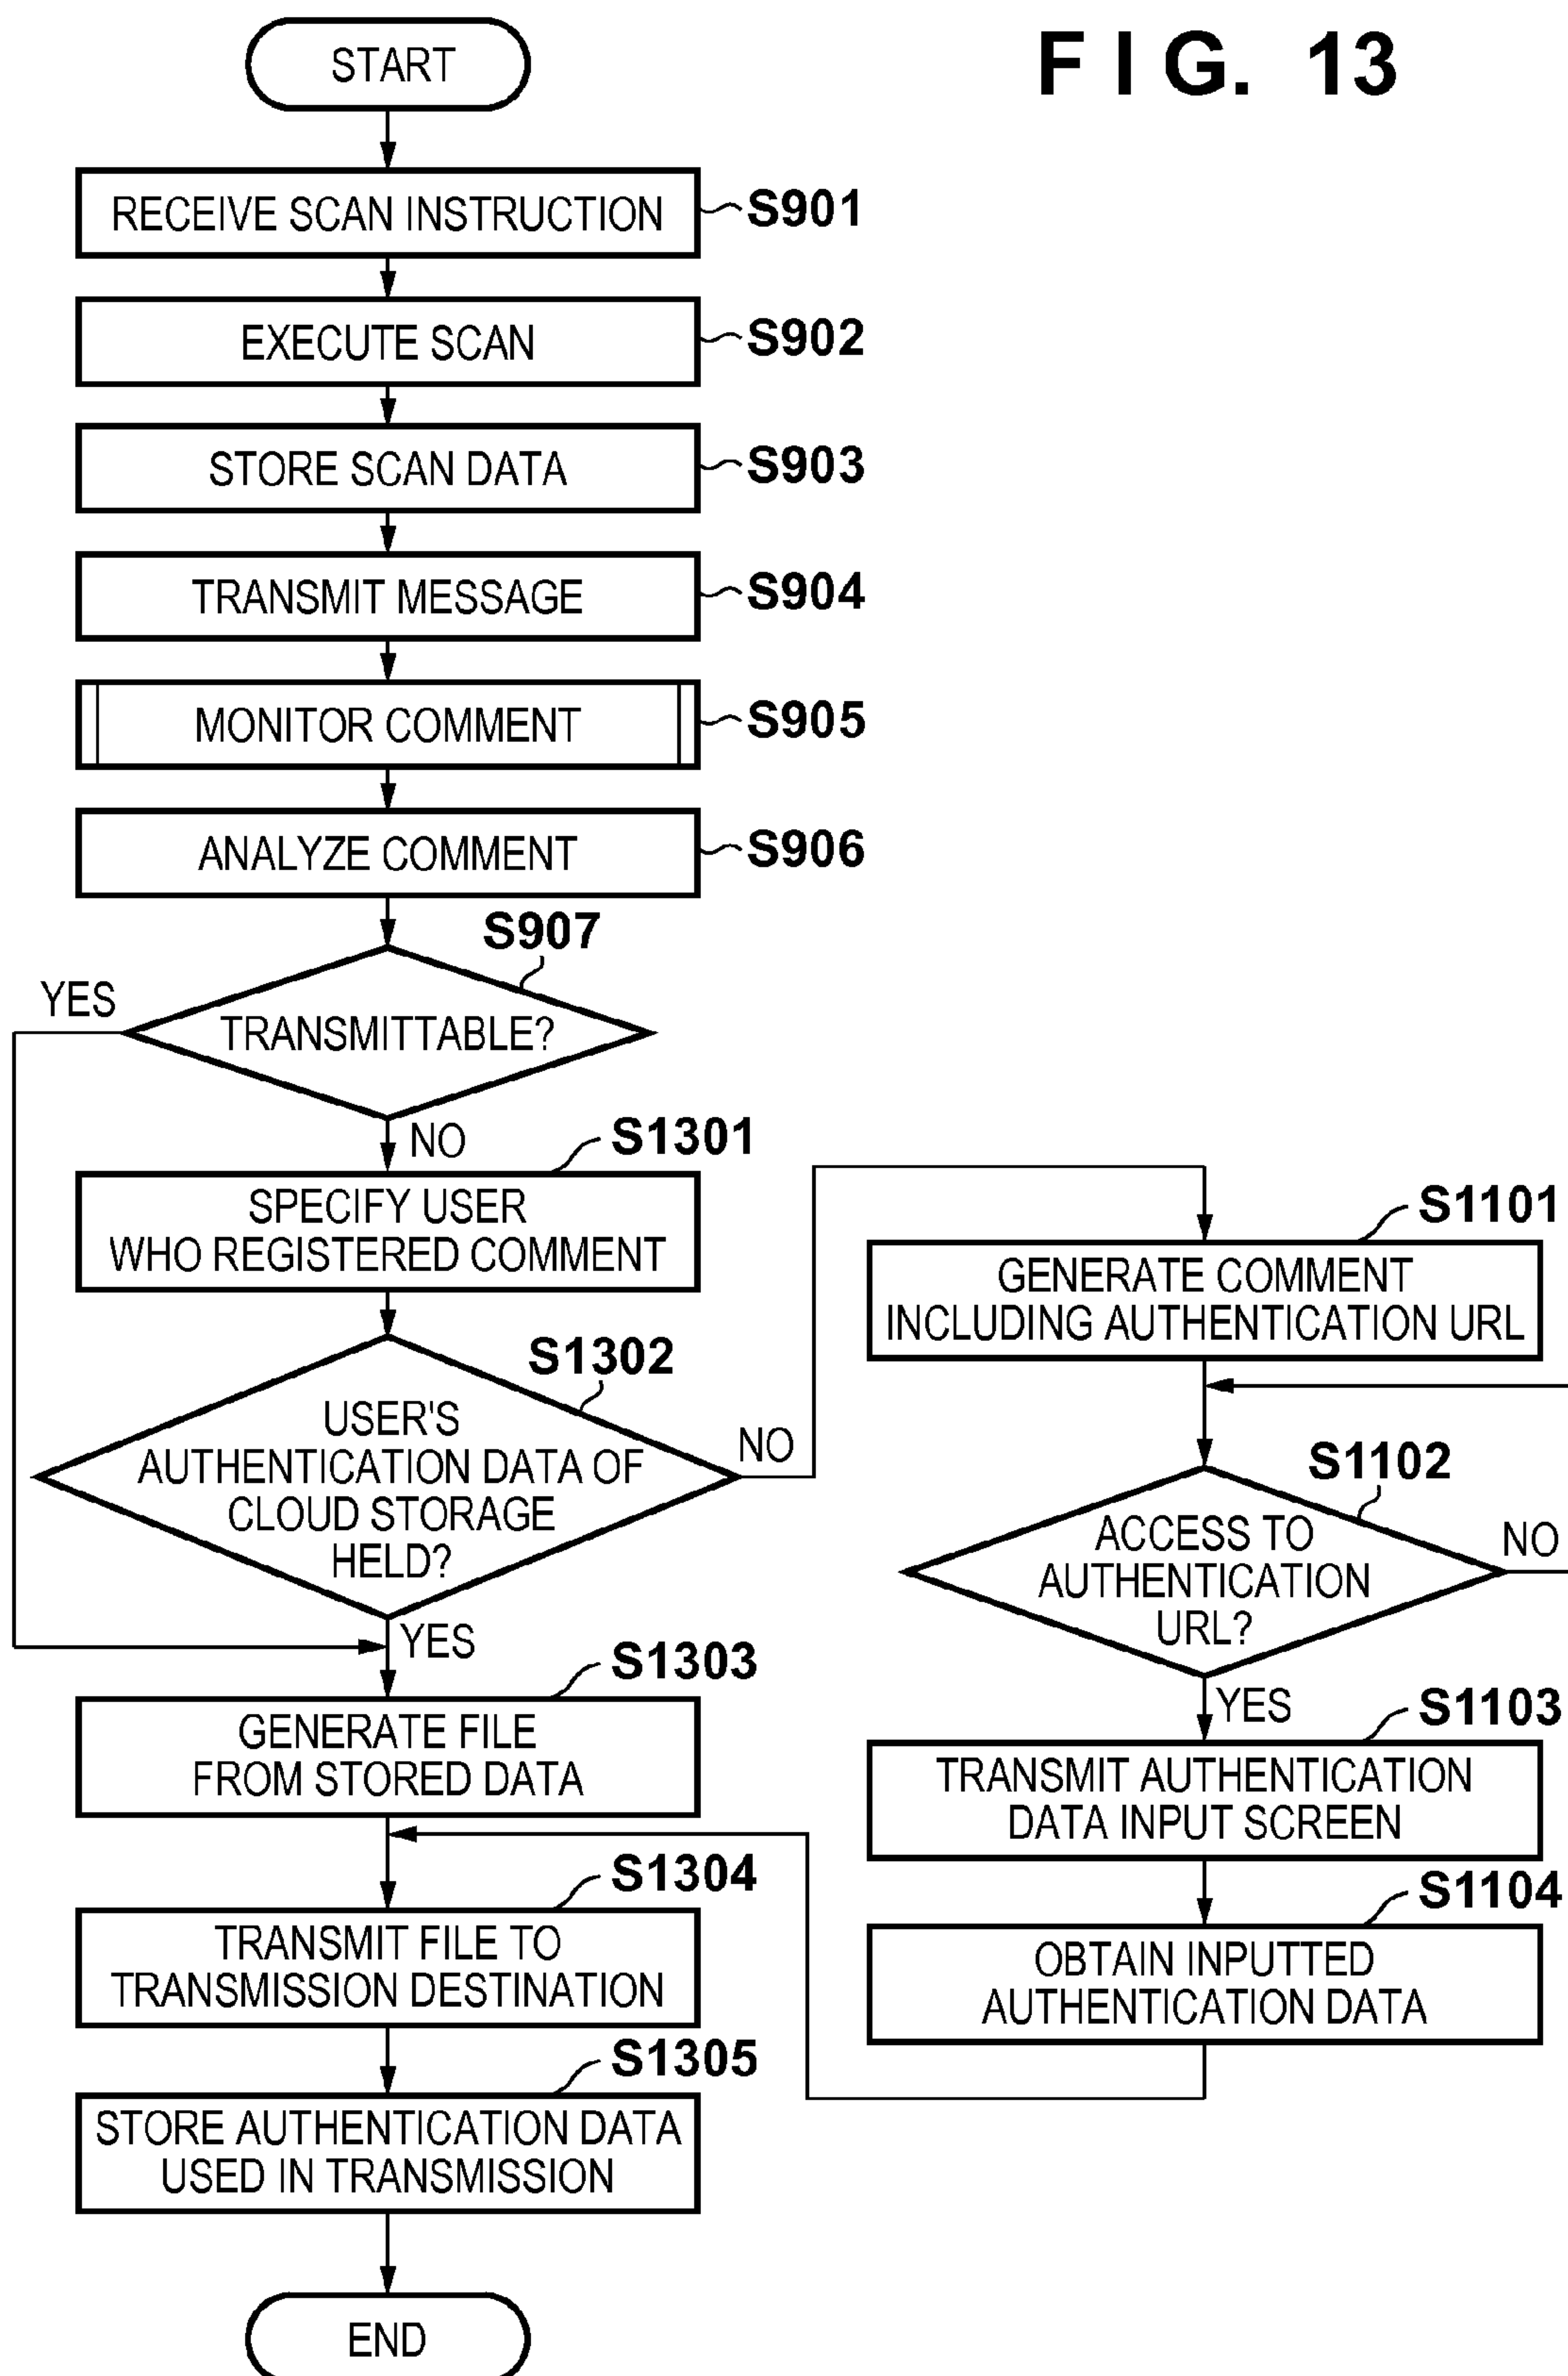 F I G. 13
START
RECEIVE SCAN INSTRUCTION
S901
EXECUTE SCAN
S902
STORE SCAN DATA
S903
TRANSMIT MESSAGE
S904
MONITOR COMMENT
S905
ANALYZE COMMENT
S906
S907
YES
TRANSMITTABLE?
NO
S1301
SPECIFY USER
WHO REGISTERED COMMENT
S1302
USER'S
AUTHENTICATION DATA OF
CLOUD STORAGE
HELD?
NO
YES
S1303
GENERATE FILE
FROM STORED DATA
S1304
TRANSMIT FILE TO
TRANSMISSION DESTINATION
S1305
STORE AUTHENTICATION DATA
USED IN TRANSMISSION
END
S1101
GENERATE COMMENT
INCLUDING AUTHENTICATION URL
S1102
ACCESS TO
AUTHENTICATION
URL?
NO
YES
S1103
TRANSMIT AUTHENTICATION
DATA INPUT SCREEN
S1104
OBTAIN INPUTTED
AUTHENTICATION DATA